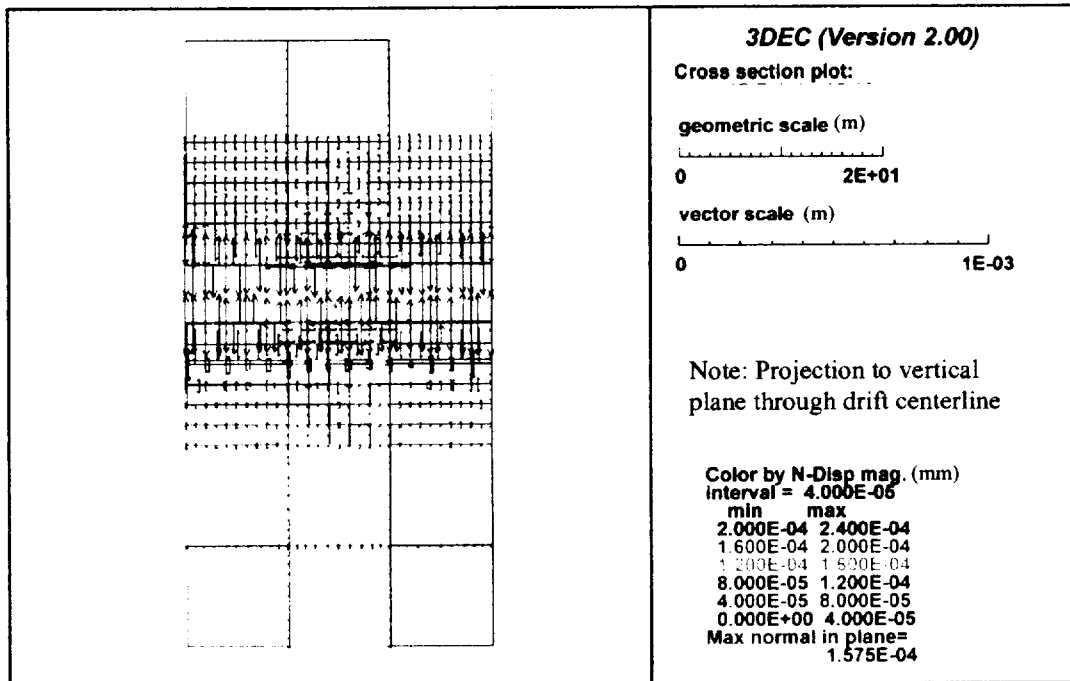 3DEC (Version 2.00)
Cross section plot:
geometric scale (m)
0 2E+01
vector scale (m)
0 1E-03
Note: Projection to vertical
plane through drift centerline
Color by N-Disp mag. (mm)
interval = 4.000E-05
min max
2.000E-04 2.400E-04
1.600E-04 2.000E-04
1.200E-04 1.600E-04
8.000E-05 1.200E-04
4.000E-05 8.000E-05
0.000E+00 4.000E-05
Max normal in plane=
1.575E-04